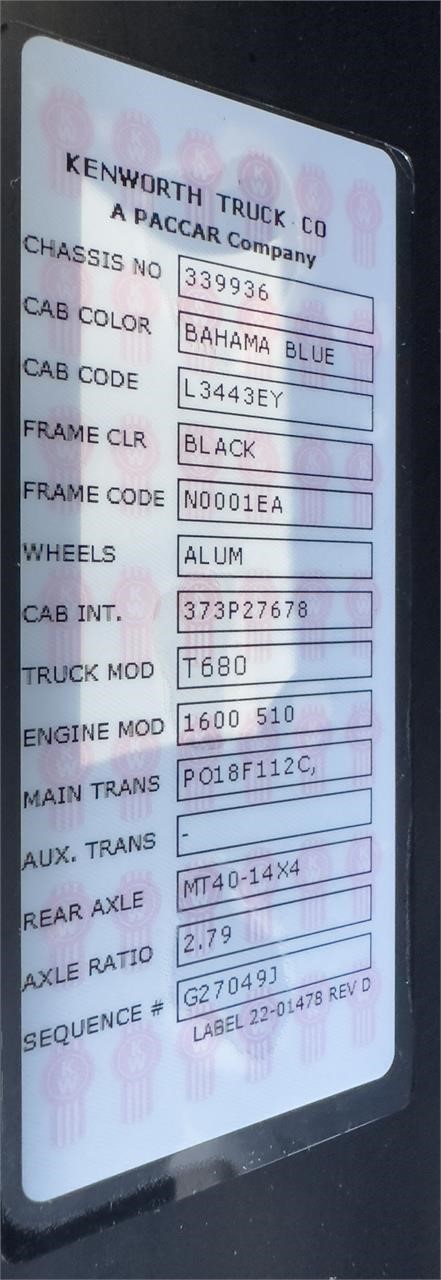 KENWORTH TRUCK CO
A PACCAR Company
CHASSIS NO 339936
CAB COLOR BAHAMA BLUE
CAB CODE L3443EY
FRAME CLR BLACK
FRAME CODE N0001EA
WHEELS ALUM
CAB INT. 373P27678
TRUCK MOD T680
ENGINE MOD 1600 510
MAIN TRANS PO18F112C,
AUX. TRANS -
REAR AXLE MT40-14X4
AXLE RATIO 2.79
SEQUENCE # G27049J
LABEL 22-01478 REV D